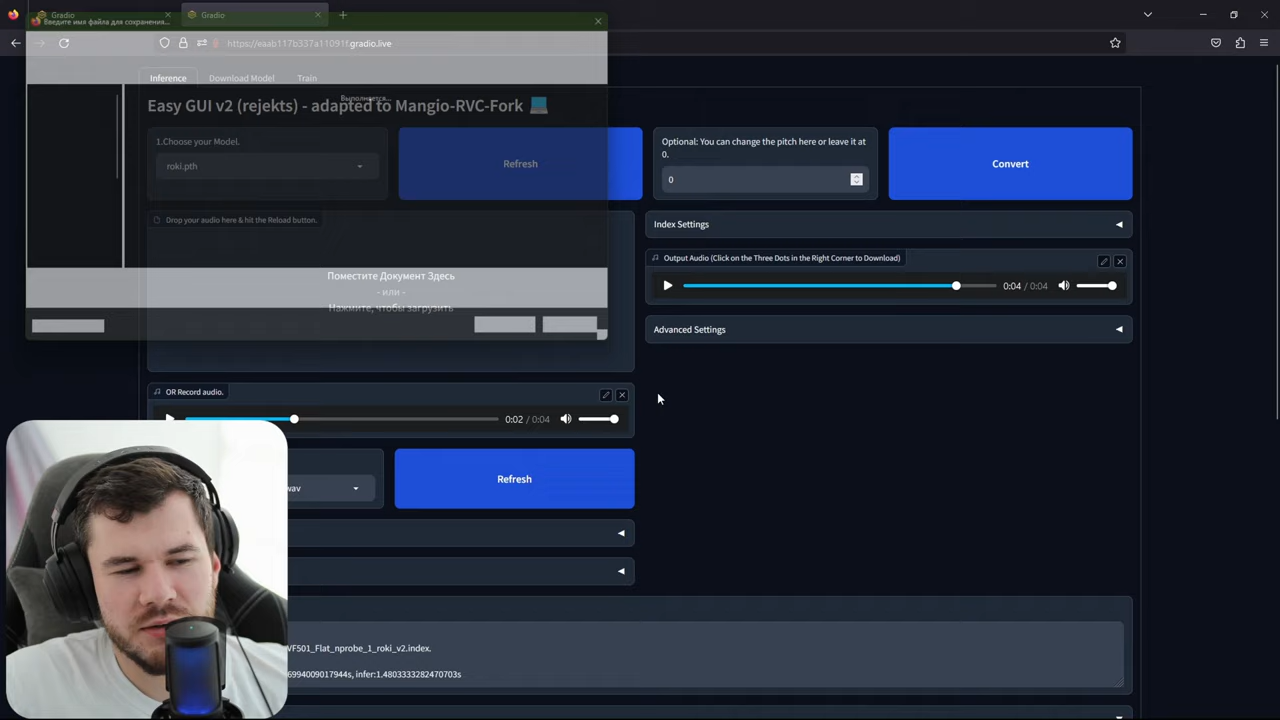 Gradio
Gradio
Введите имя файла для сохранения...
https://eaab117b337a11091f.gradio.live
Inference
Download Model
Train
Выполняется...
Easy GUI v2 (rejekts) - adapted to Mangio-RVC-Fork
1.Choose your Model.
roki.pth
Refresh
Optional: You can change the pitch here or leave it at
0.
0
Convert
Drop your audio here & hit the Reload button.
Поместите Документ Здесь
- или -
Нажмите, чтобы загрузить
Index Settings
Output Audio (Click on the Three Dots in the Right Corner to Download)
0:04 / 0:04
Advanced Settings
OR Record audio.
0:02 / 0:04
wav
Refresh
VF501_Flat_nprobe_1_roki_v2.index.
6994009017944s, infer:1.4803333282470703s